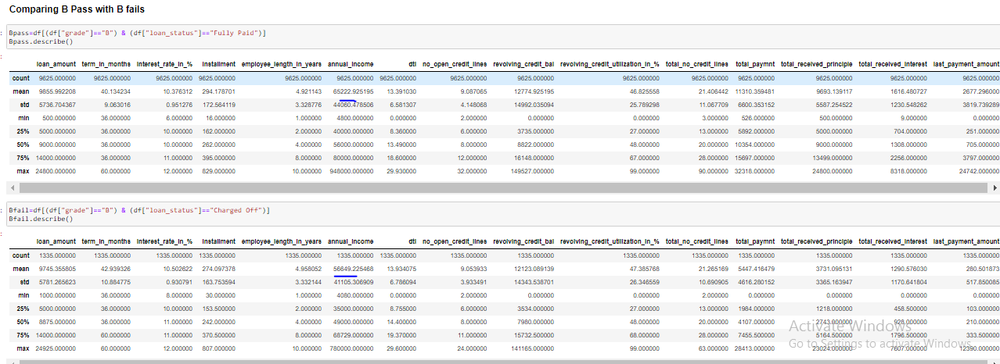 Comparing B Pass with B fails
: Bpass=df[(df["grade"]=="B") & (df["loan_status"]=="Fully Paid")]
Bpass.describe()
:
loan_amount term_in_months interest_rate_in_% installment employee_length_in_years annual_income dti no_open_credit_lines revolving_credit_bal revolving_credit_utilization_in_% total_no_credit_lines total_paymnt total_received_principle total_received_interest last_payment_amount
count 9625.000000 9625.000000 9625.000000 9625.000000 9625.000000 9625.000000 9625.000000 9625.000000 9625.000000 9625.000000 9625.000000 9625.000000 9625.000000 9625.000000 9625.000000
mean 9855.992208 40.134234 10.376312 294.178701 4.921143 65222.925195 13.391030 9.087065 12774.925195 46.825558 21.406442 11310.359481 9693.139117 1616.480727 2677.296000
std 5736.704367 9.063016 0.951276 172.564119 3.328776 44060.478506 6.581307 4.148068 14992.035094 25.789298 11.067709 6600.353152 5587.254522 1230.548262 3819.739289
min 500.000000 36.000000 6.000000 16.000000 1.000000 4800.000000 0.000000 2.000000 0.000000 0.000000 3.000000 526.000000 500.000000 9.000000 0.000000
25% 5000.000000 36.000000 10.000000 162.000000 2.000000 40000.000000 8.360000 6.000000 3735.000000 27.000000 13.000000 5892.000000 5000.000000 704.000000 251.000000
50% 9000.000000 36.000000 10.000000 262.000000 4.000000 56000.000000 13.490000 8.000000 8822.000000 48.000000 20.000000 10354.000000 9000.000000 1308.000000 705.000000
75% 14000.000000 36.000000 11.000000 395.000000 8.000000 80000.000000 18.600000 12.000000 16148.000000 67.000000 28.000000 15697.000000 13499.000000 2256.000000 3797.000000
max 24800.000000 60.000000 12.000000 829.000000 10.000000 948000.000000 29.930000 32.000000 149527.000000 99.000000 90.000000 32318.000000 24800.000000 8318.000000 24742.000000
: Bfail=df[(df["grade"]=="B") & (df["loan_status"]=="Charged Off")]
Bfail.describe()
:
loan_amount term_in_months interest_rate_in_% installment employee_length_in_years annual_income dti no_open_credit_lines revolving_credit_bal revolving_credit_utilization_in_% total_no_credit_lines total_paymnt total_received_principle total_received_interest last_payment_amount
count 1335.000000 1335.000000 1335.000000 1335.000000 1335.000000 1335.000000 1335.000000 1335.000000 1335.000000 1335.000000 1335.000000 1335.000000 1335.000000 1335.000000 1335.000000
mean 9745.355805 42.939326 10.502622 274.097378 4.958052 56649.225468 13.934075 9.053933 12123.089139 47.385768 21.265169 5447.416479 3731.095131 1290.576030 280.501873
std 5781.265623 10.884775 0.930791 163.753594 3.332144 41105.306909 6.786094 3.933491 14343.538701 26.346559 10.690905 4616.280152 3365.163947 1170.641804 517.850085
min 1000.000000 36.000000 8.000000 30.000000 1.000000 4080.000000 0.000000 2.000000 0.000000 0.000000 2.000000 0.000000 0.000000 0.000000 0.000000
25% 5000.000000 36.000000 10.000000 153.500000 2.000000 35000.000000 8.755000 6.000000 3534.000000 27.000000 13.000000 1984.000000 1218.000000 458.500000 103.000000
50% 8875.000000 36.000000 11.000000 242.000000 4.000000 49000.000000 14.400000 8.000000 7980.000000 48.000000 20.000000 4107.000000 2743.000000 928.000000 210.000000
75% 14000.000000 60.000000 11.000000 370.500000 8.000000 68729.000000 19.370000 11.000000 15732.500000 68.000000 28.000000 7455.500000 5164.500000 1796.500000 333.500000
max 24925.000000 60.000000 12.000000 807.000000 10.000000 780000.000000 29.600000 24.000000 141165.000000 99.000000 63.000000 28413.000000 23024.000000 7607.000000 12390.000000
Activate Windows
Go to Settings to activate Windows.